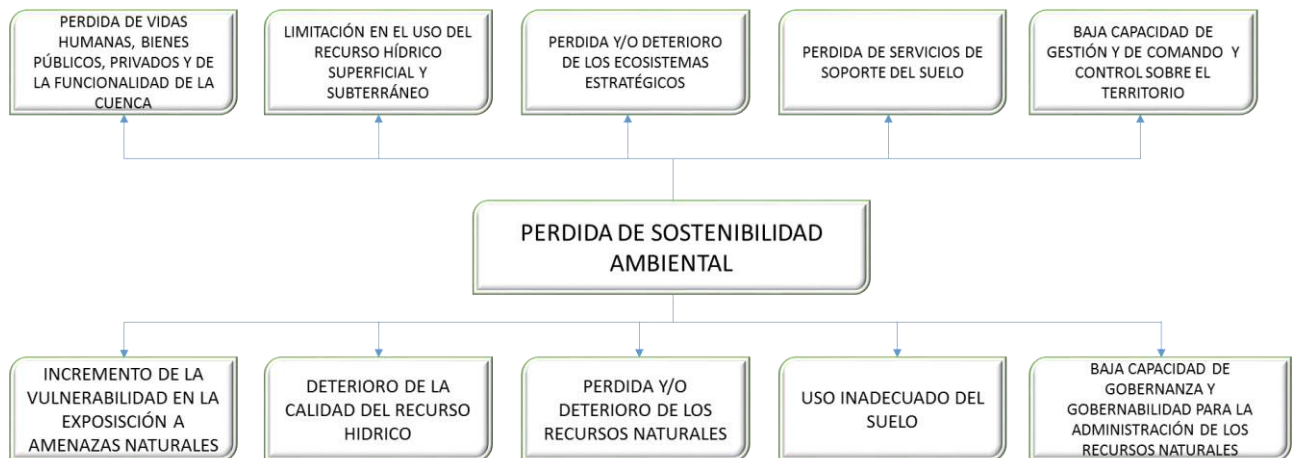 PERDIDA DE VIDAS
HUMANAS, BIENES
PÚBLICOS, PRIVADOS Y DE
LA FUNCIONALIDAD DE LA
CUENCA
LIMITACIÓN EN EL USO DEL
RECURSO HÍDRICO
SUPERFICIAL Y
SUBTERRÁNEO
PERDIDA Y/O DETERIORO
DE LOS ECOSISTEMAS
ESTRATÉGICOS
PERDIDA DE SERVICIOS DE
SOPORTE DEL SUELO
BAJA CAPACIDAD DE
GESTIÓN Y DE COMANDO Y
CONTROL SOBRE EL
TERRITORIO
PERDIDA DE SOSTENIBILIDAD
AMBIENTAL
INCREMENTO DE LA
VULNERABILIDAD EN LA
EXPOSISCIÓN A
AMENAZAS NATURALES
DETERIORO DE LA
CALIDAD DEL RECURSO
HIDRICO
PERDIDA Y/O
DETERIORO DE LOS
RECURSOS NATURALES
USO INADECUADO DEL
SUELO
BAJA CAPACIDAD DE
GOBERNANZA Y
GOBERNABILIDAD PARA LA
ADMINISTRACIÓN DE LOS
RECURSOS NATURALES